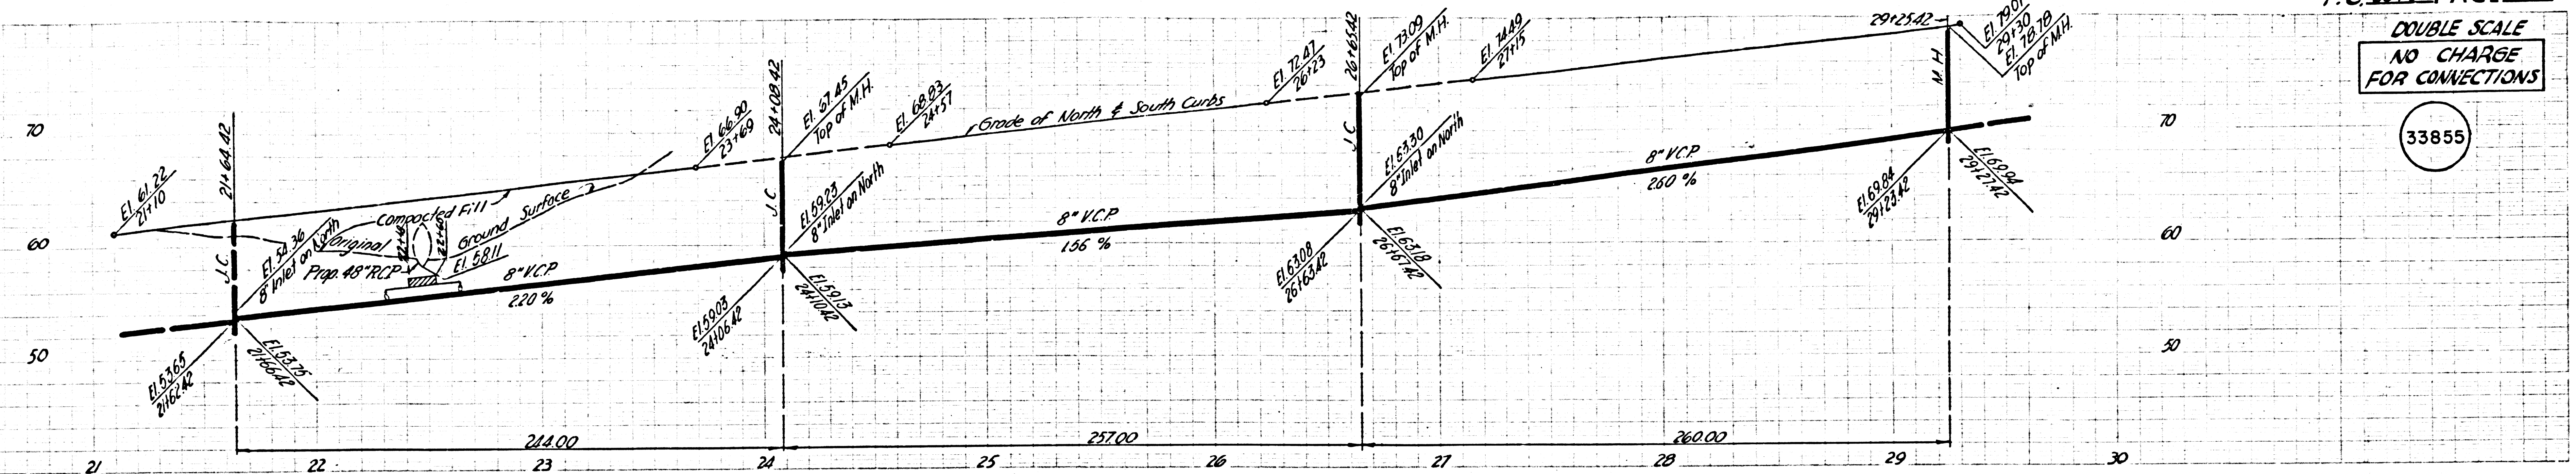 DOUBLE SCALE
NO CHARGE
FOR CONNECTIONS
33855
70
60
50
70
60
50
El. 61.22
21+10
21+64.42
J.C.
El. 54.36
8" Inlet on North
Original
Compacted Fill
Ground Surface
Prop. 48" RCP
El. 58.11
8" V.C.P.
2.20 %
El. 53.65
21+62.42
El. 53.75
21+66.42
El. 66.90
23+69
24+08.42
El. 67.45
Top of M.H.
El. 68.83
24+57
J.C.
El. 59.23
8" Inlet on North
El. 59.03
24+06.42
El. 59.13
24+10.42
Grade of North & South Curbs
8" V.C.P.
1.56 %
El. 72.47
26+23
26+65.42
El. 73.09
Top of M.H.
El. 74.49
27+15
J.C.
El. 63.30
8" Inlet on North
El. 63.08
26+63.42
El. 63.18
26+67.42
8" V.C.P.
2.60 %
29+25.42
El. 79.01
29+30
El. 78.78
Top of M.H.
M.H.
El. 69.84
29+23.42
El. 69.94
29+27.42
244.00
257.00
260.00
21
22
23
24
25
26
27
28
29
30